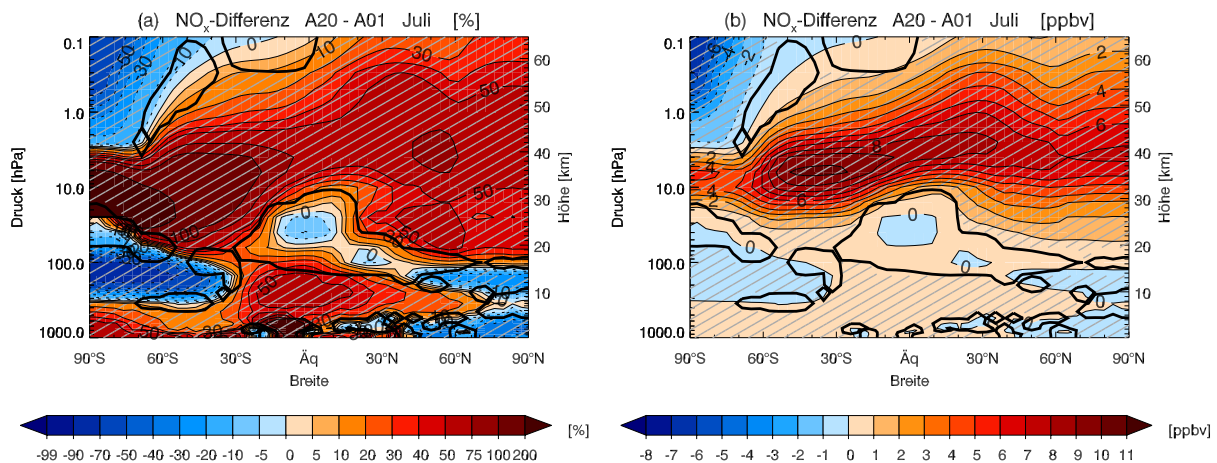 (a) NOx-Differenz A20 - A01 Juli [%]
0.1
1.0
10.0
100.0
1000.0
Druck [hPa]
60
50
40
30
20
10
Höhe [km]
90°S 60°S 30°S Äq 30°N 60°N 90°N
Breite
-99 -90 -70 -50 -30 -10 -5 0 5 10 20 30 40 50 75 100 200 [%]
(b) NOx-Differenz A20 - A01 Juli [ppbv]
0.1
1.0
10.0
100.0
1000.0
Druck [hPa]
60
50
40
30
20
10
Höhe [km]
90°S 60°S 30°S Äq 30°N 60°N 90°N
Breite
-8 -7 -6 -5 -4 -3 -2 -1 0 1 2 3 4 5 6 7 8 9 10 11 [ppbv]